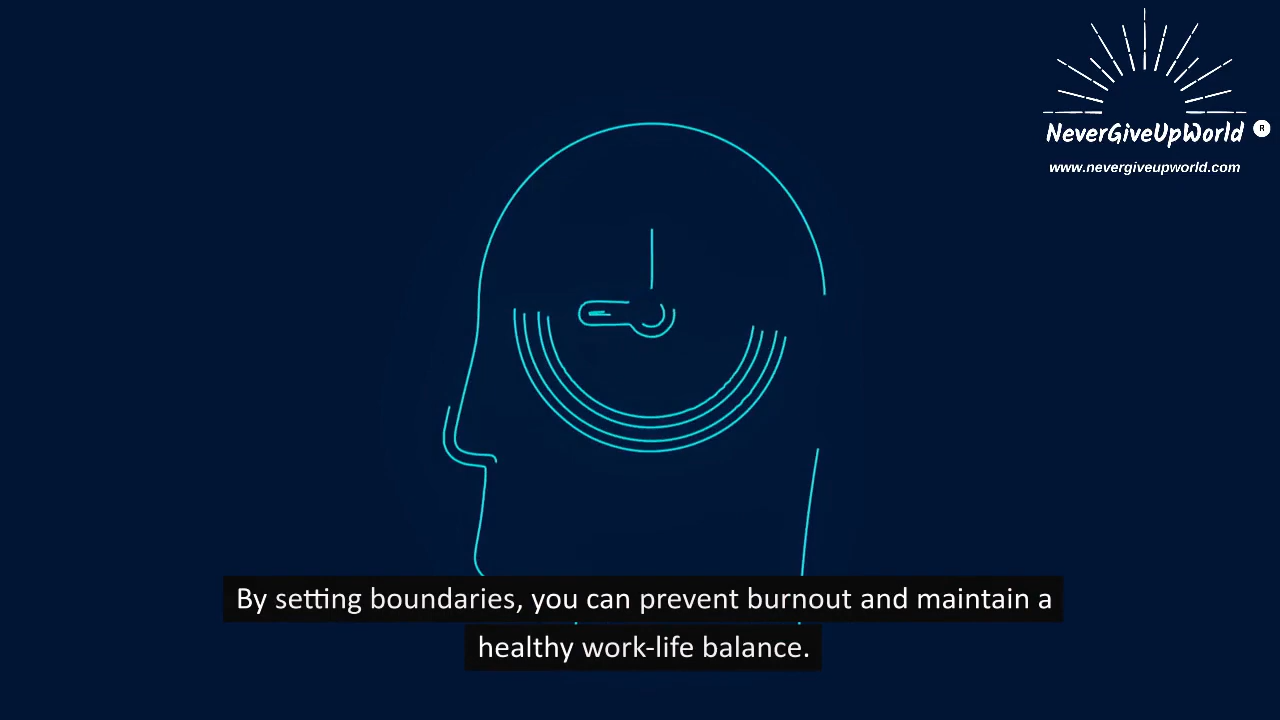 NeverGiveUpWorld ®
www.nevergiveupworld.com
By setting boundaries, you can prevent burnout and maintain a
healthy work-life balance.